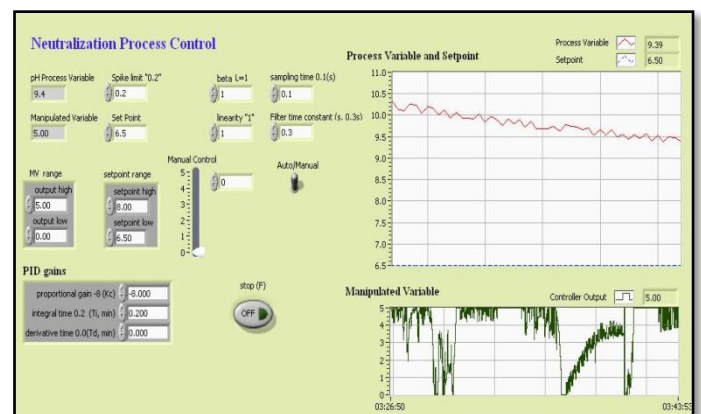 Neutralization Process Control
pH Process Variable
9.4
Spike limit "0.2"
0.2
beta L=1
1
sampling time 0.1(s)
0.1
Manipulated Variable
5.00
Set Point
6.5
linearity "1"
1
Filter time constant (s. 0.3s)
0.3
MV range
output high
5.00
output low
0.00
setpoint range
setpoint high
8.00
setpoint low
6.50
Manual Control
5
4
3
2
1
0
0
Auto/Manual
PID gains
proportional gain -8 (Kc)
-8.000
integral time 0.2 (Ti, min)
0.200
derivative time 0.0(Td, min)
0.000
stop (F)
OFF
Process Variable and Setpoint
Process Variable
9.39
Setpoint
6.50
11.0
10.5
10.0
9.5
9.0
8.5
8.0
7.5
7.0
6.5
Manipulated Variable
Controller Output
5.00
5
4
3
2
1
0
03:26:50
03:43:53